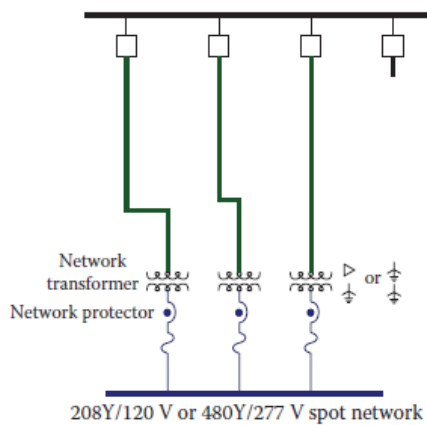 Network
transformer
or
Network protector
208Y/120 V or 480Y/277 V spot network